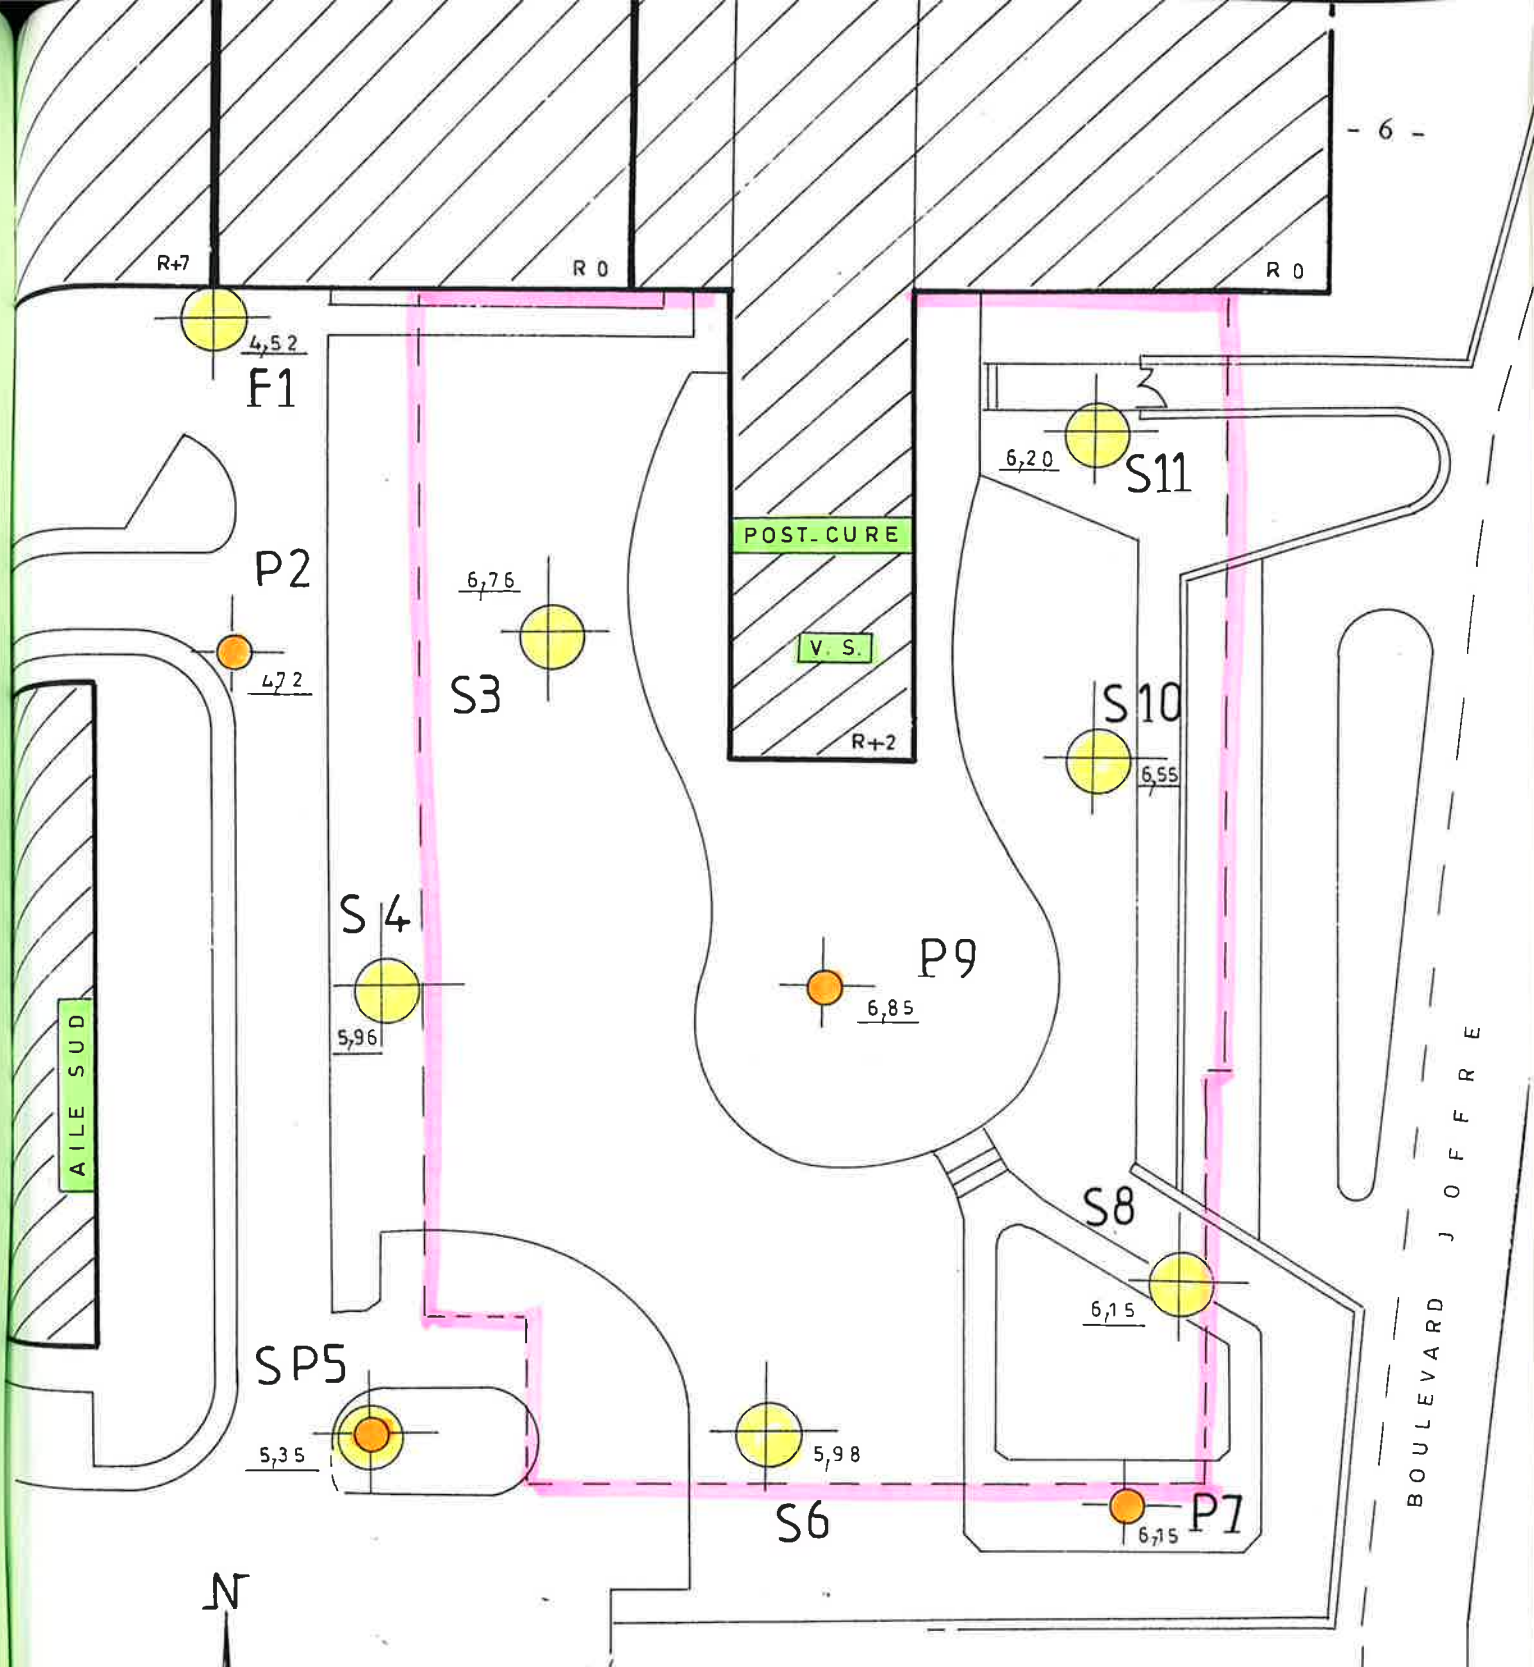 - 6 -
R+7
R 0
R 0
4,52
F1
6,20
S11
POST_CURE
P2
6,76
4,72
V. S.
S3
S10
R+2
6,55
S 4
P9
6,85
5,96
AILE SUD
BOULEVARD JOFFRE
S8
6,15
SP5
5,35
5,98
S6
P7
6,15
N